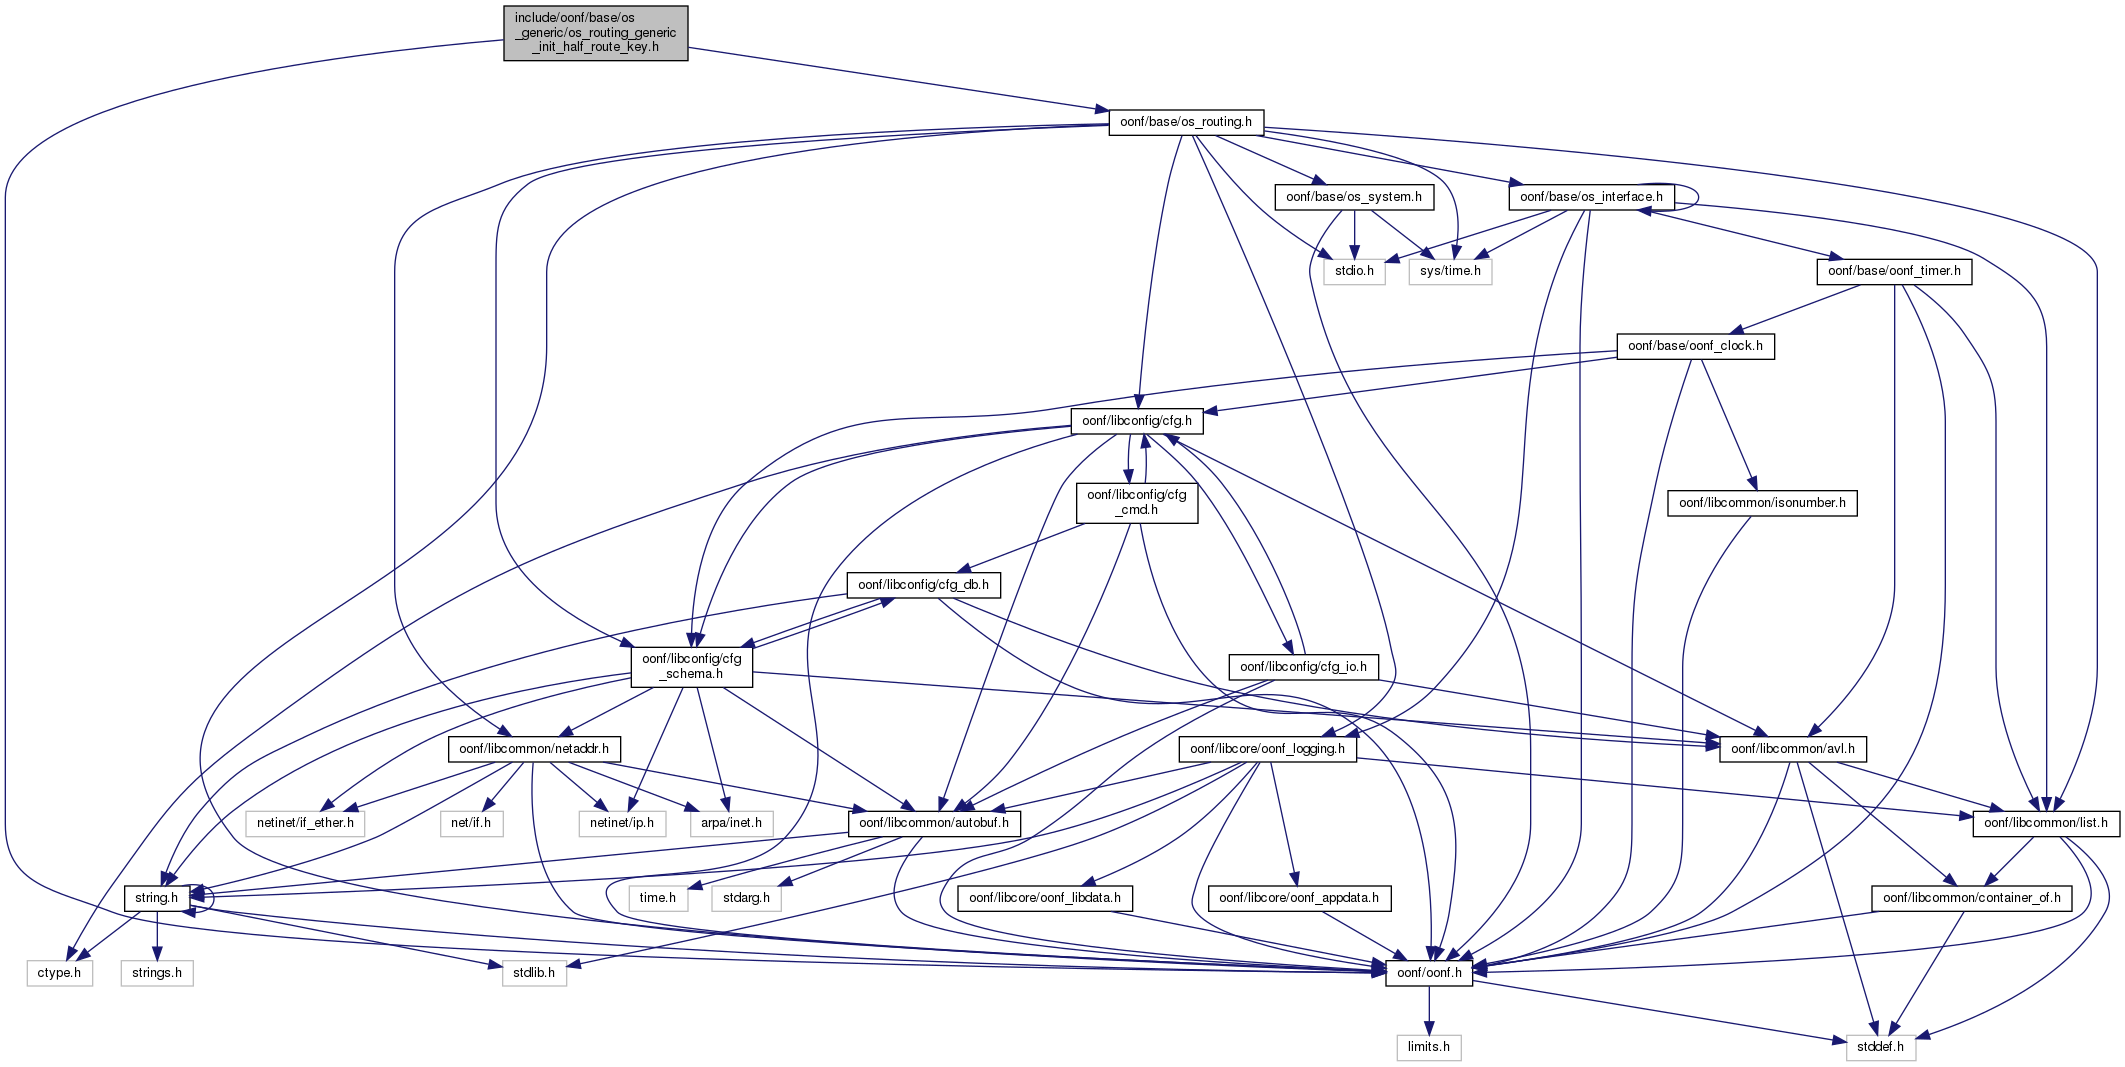 include/oonf/base/os
_generic/os_routing_generic
_init_half_route_key.h
oonf/base/os_routing.h
oonf/base/os_system.h
oonf/base/os_interface.h
stdio.h
sys/time.h
oonf/base/oonf_timer.h
oonf/base/oonf_clock.h
oonf/libconfig/cfg.h
oonf/libconfig/cfg
_cmd.h
oonf/libcommon/isonumber.h
oonf/libconfig/cfg_db.h
oonf/libconfig/cfg
_schema.h
oonf/libconfig/cfg_io.h
oonf/libcommon/netaddr.h
oonf/libcore/oonf_logging.h
oonf/libcommon/avl.h
netinet/if_ether.h
net/if.h
netinet/ip.h
arpa/inet.h
oonf/libcommon/autobuf.h
oonf/libcommon/list.h
string.h
time.h
stdarg.h
oonf/libcore/oonf_libdata.h
oonf/libcore/oonf_appdata.h
oonf/libcommon/container_of.h
ctype.h
strings.h
stdlib.h
oonf/oonf.h
limits.h
stddef.h